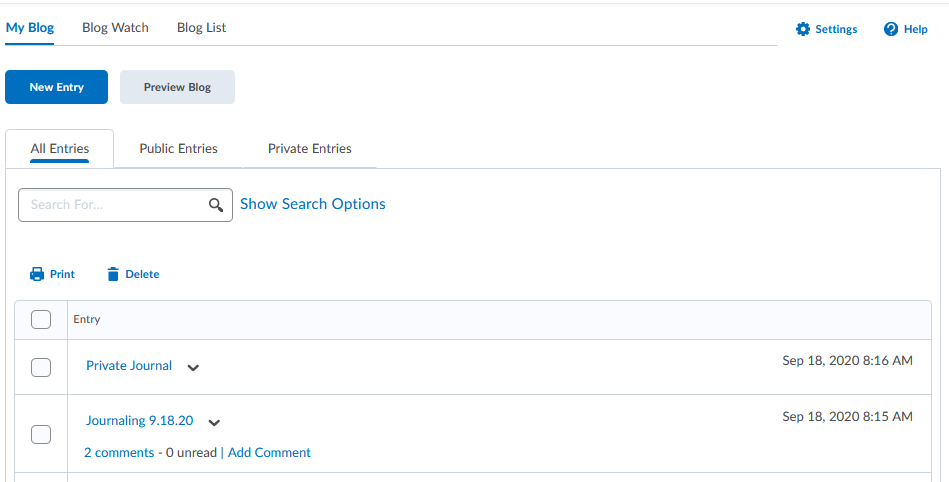 My Blog Blog Watch Blog List Settings Help
New Entry Preview Blog
All Entries Public Entries Private Entries
Search For... Show Search Options
Print Delete
Entry
Private Journal Sep 18, 2020 8:16 AM
Journaling 9.18.20 Sep 18, 2020 8:15 AM
2 comments - 0 unread | Add Comment